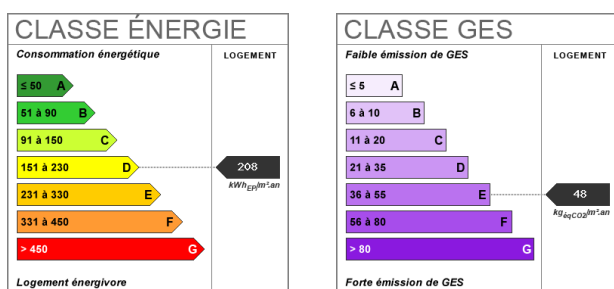 CLASSE ÉNERGIE
Consommation énergétique
LOGEMENT
≤ 50 A
51 à 90 B
91 à 150 C
151 à 230 D
208
kWhEP/m².an
231 à 330 E
331 à 450 F
> 450 G
Logement énergivore
CLASSE GES
Faible émission de GES
LOGEMENT
≤ 5 A
6 à 10 B
11 à 20 C
21 à 35 D
36 à 55 E
48
kgéqCO2/m².an
56 à 80 F
> 80 G
Forte émission de GES